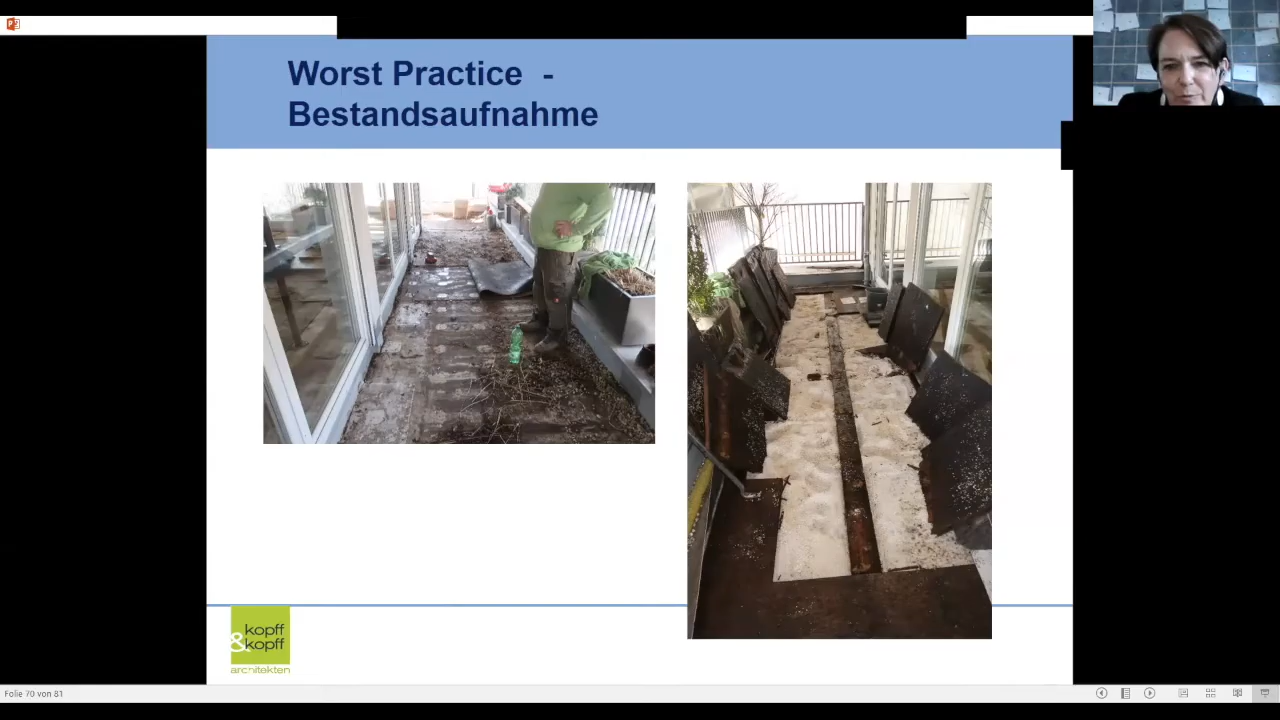 Worst Practice -
Bestandsaufnahme
kopff
&kopff
architekten
Folie 70 von 81